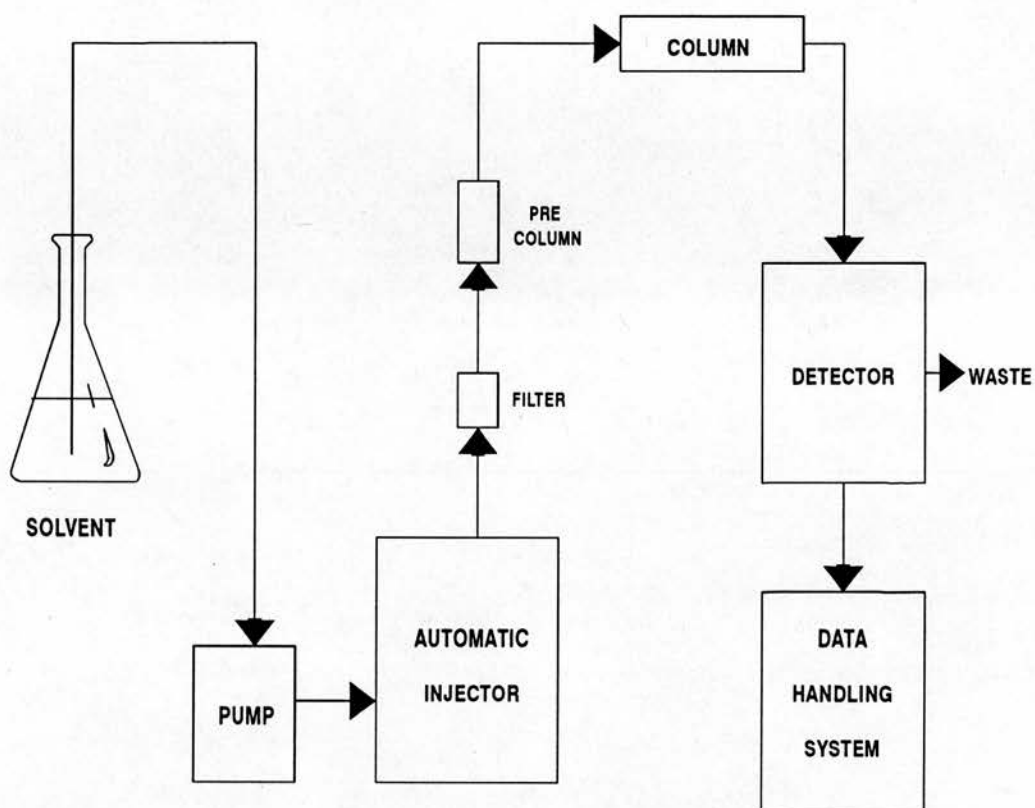 COLUMN
PRE
COLUMN
FILTER
DETECTOR
WASTE
SOLVENT
AUTOMATIC
INJECTOR
PUMP
DATA
HANDLING
SYSTEM